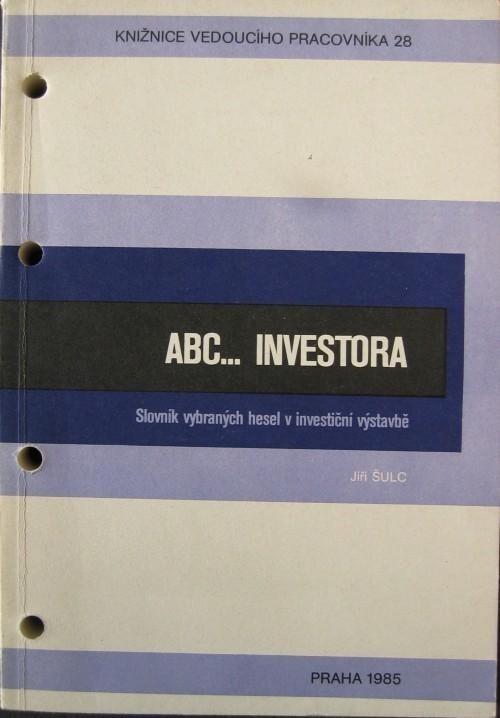 KNIŽNICE VEDOUCÍHO PRACOVNÍKA 28
ABC... INVESTORA
Slovník vybraných hesel v investiční výstavbě
Jiří ŠULC
PRAHA 1985